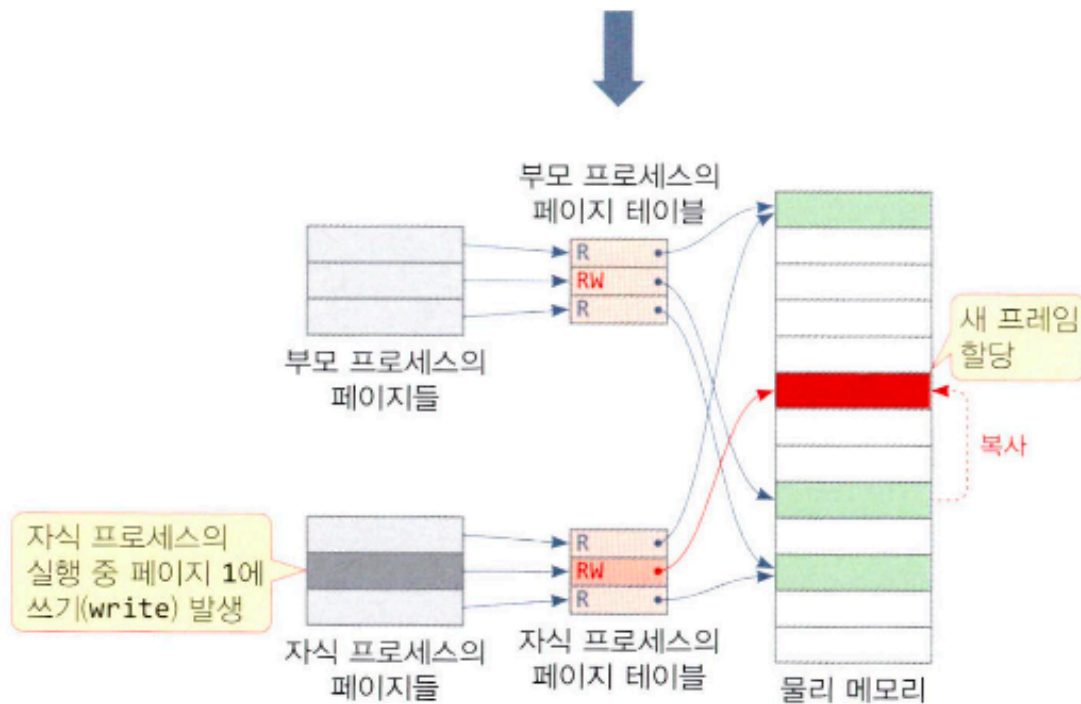 부모 프로세스의
페이지 테이블
R
RW
R
부모 프로세스의
페이지들
새 프레임
할당
복사
자식 프로세스의
실행 중 페이지 1에
쓰기(write) 발생
R
RW
R
자식 프로세스의
페이지들
자식 프로세스의
페이지 테이블
물리 메모리